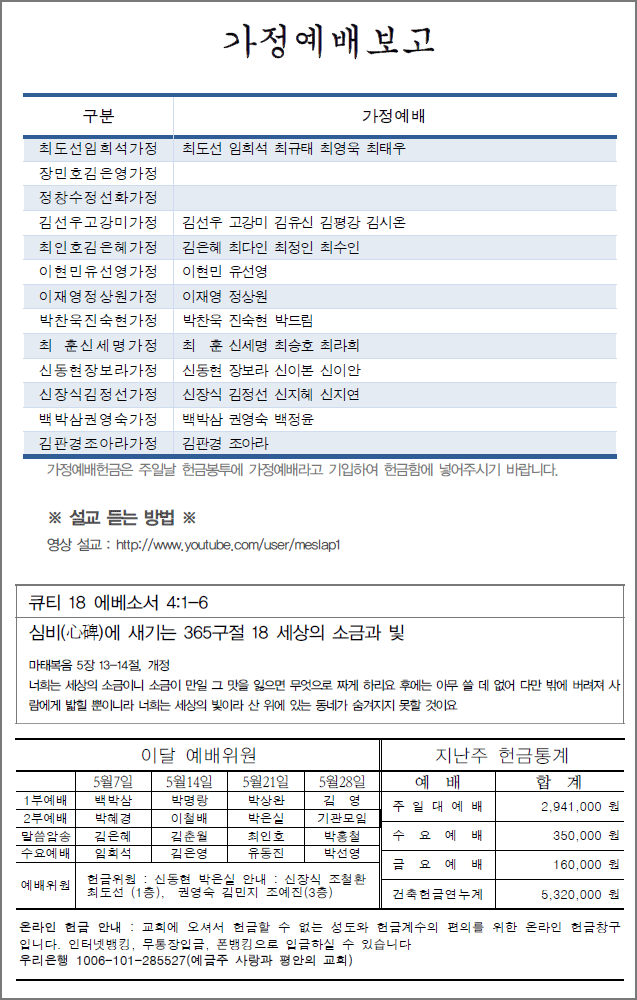 가정예배보고
구분 가정예배
최도선임희석가정 최도선 임희석 최규태 최영욱 최태우
장민호김은영가정
정창수정선화가정
김선우고강미가정 김선우 고강미 김유신 김평강 김시온
최인호김은혜가정 김은혜 최다인 최정인 최수인
이현민유선영가정 이현민 유선영
이재영정상원가정 이재영 정상원
박찬욱진숙현가정 박찬욱 진숙현 박드림
최 훈신세명가정 최 훈 신세명 최승호 최라희
신동현장보라가정 신동현 장보라 신이본 신이안
신장식김정선가정 신장식 김정선 신지혜 신지연
백박삼권영숙가정 백박삼 권영숙 백정윤
김판경조아라가정 김판경 조아라
가정예배헌금은 주일날 헌금봉투에 가정예배라고 기입하여 헌금함에 넣어주시기 바랍니다.
※ 설교 듣는 방법 ※
영상 설교 : http://www.youtube.com/user/meslap1
큐티 18 에베소서 4:1-6
심비(心碑)에 새기는 365구절 18 세상의 소금과 빛
마태복음 5장 13-14절, 개정
너희는 세상의 소금이니 소금이 만일 그 맛을 잃으면 무엇으로 짜게 하리요 후에는 아무 쓸 데 없어 다만 밖에 버려져 사
람에게 밟힐 뿐이니라 너희는 세상의 빛이라 산 위에 있는 동네가 숨겨지지 못할 것이요
이달 예배위원
5월7일 5월14일 5월21일 5월28일
1부예배 백박삼 박명랑 박상완 김 영
2부예배 박혜경 이철배 박은실 기관모임
말씀암송 김은혜 김춘월 최인호 박홍철
수요예배 임희석 김은영 유동진 박선영
예배위원 헌금위원 : 신동현 박은실 안내 : 신장식 조철환
최도선 (1층), 권영숙 김민지 조예진(3층)
지난주 헌금통계
예 배 합 계
주 일 대 예 배 2,941,000 원
수 요 예 배 350,000 원
금 요 예 배 160,000 원
건축헌금연누계 5,320,000 원
온라인 헌금 안내 : 교회에 오셔서 헌금할 수 없는 성도와 헌금계수의 편의를 위한 온라인 헌금창구
입니다. 인터넷뱅킹, 무통장입금, 폰뱅킹으로 입금하실 수 있습니다
우리은행 1006-101-285527(예금주 사랑과 평안의 교회)